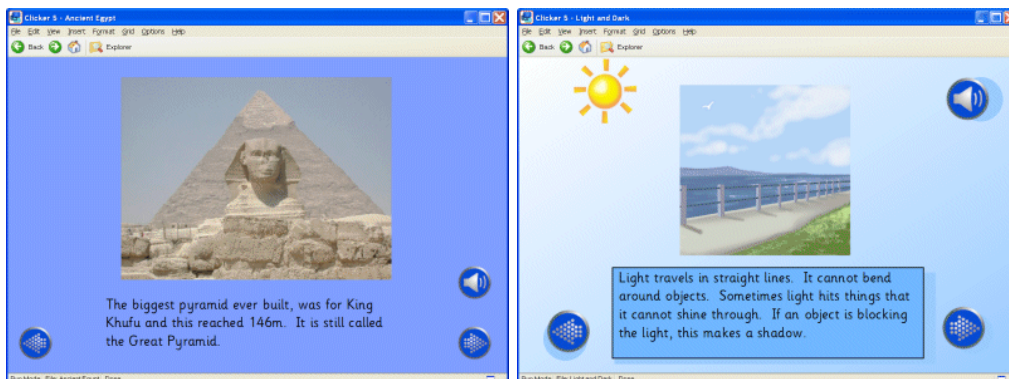 Clicker 5 - Ancient Egypt
File Edit View Insert Format Grid Options Help
Back Explorer
The biggest pyramid ever built, was for King
Khufu and this reached 146m. It is still called
the Great Pyramid.
Clicker 5 - Light and Dark
File Edit View Insert Format Grid Options Help
Back Explorer
Light travels in straight lines. It cannot bend
around objects. Sometimes light hits things that
it cannot shine through. If an object is blocking
the light, this makes a shadow.